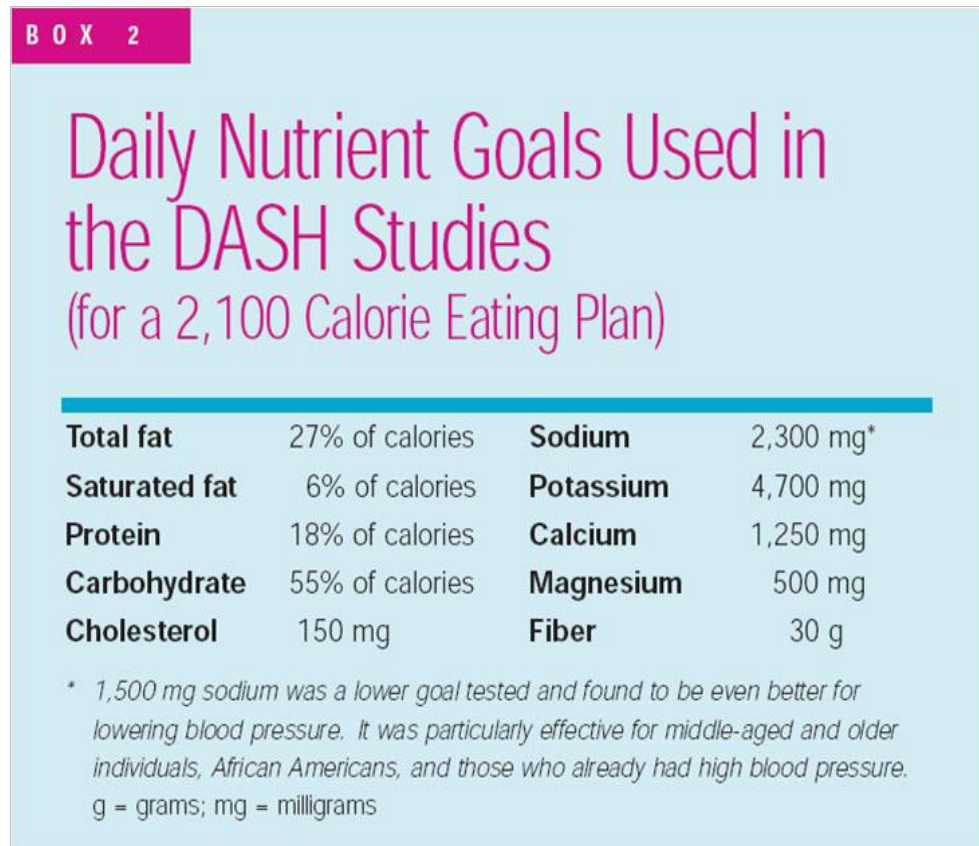 BOX 2
Daily Nutrient Goals Used in
the DASH Studies
(for a 2,100 Calorie Eating Plan)
Total fat 27% of calories Sodium 2,300 mg*
Saturated fat 6% of calories Potassium 4,700 mg
Protein 18% of calories Calcium 1,250 mg
Carbohydrate 55% of calories Magnesium 500 mg
Cholesterol 150 mg Fiber 30 g
* 1,500 mg sodium was a lower goal tested and found to be even better for
lowering blood pressure. It was particularly effective for middle-aged and older
individuals, African Americans, and those who already had high blood pressure.
g = grams; mg = milligrams